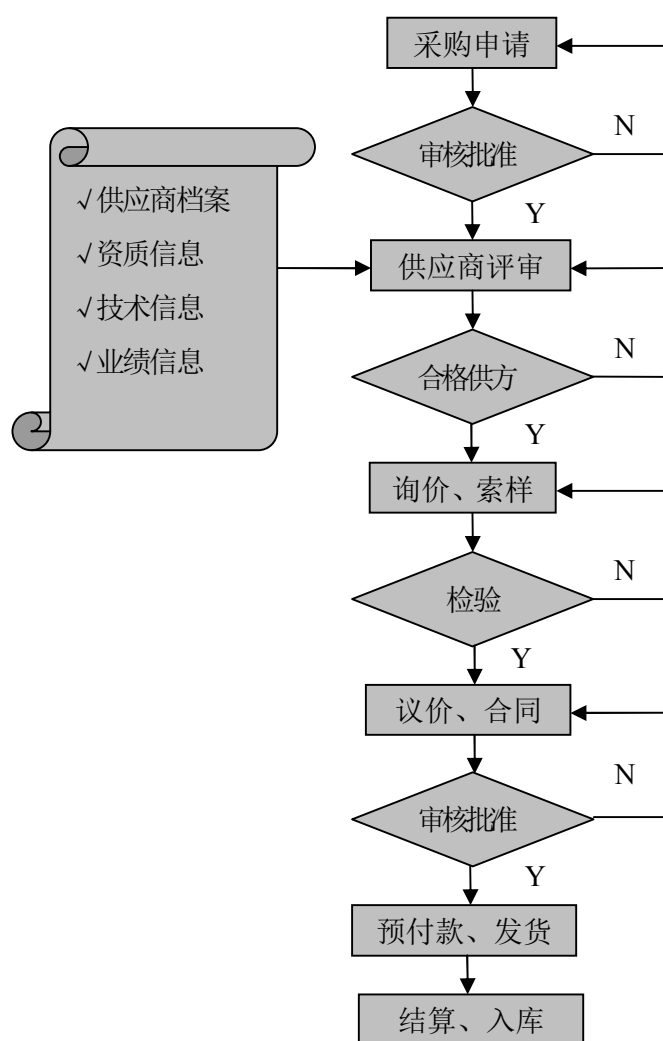 采购申请
审核批准
N
Y
√供应商档案
√资质信息
√技术信息
√业绩信息
供应商评审
合格供方
N
Y
询价、索样
检验
N
Y
议价、合同
审核批准
N
Y
预付款、发货
结算、入库